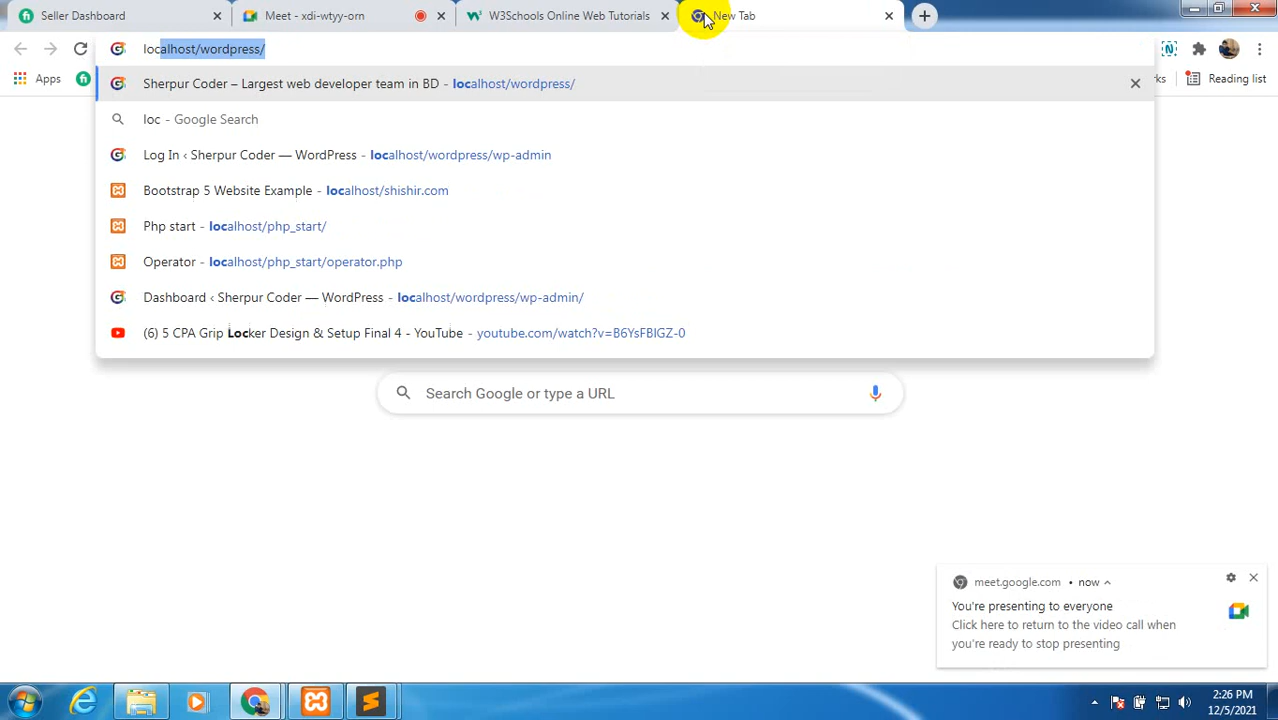 Seller Dashboard
Meet - xdi-wtyy-orn
W3Schools Online Web Tutorials
New Tab
localhost/wordpress/
Apps
Reading list
Sherpur Coder – Largest web developer team in BD - localhost/wordpress/
loc - Google Search
Log In ‹ Sherpur Coder — WordPress - localhost/wordpress/wp-admin
Bootstrap 5 Website Example - localhost/shishir.com
Php start - localhost/php_start/
Operator - localhost/php_start/operator.php
Dashboard ‹ Sherpur Coder — WordPress - localhost/wordpress/wp-admin/
(6) 5 CPA Grip Locker Design & Setup Final 4 - YouTube - youtube.com/watch?v=B6YsFBIGZ-0
Search Google or type a URL
meet.google.com • now
You're presenting to everyone
Click here to return to the video call when
you're ready to stop presenting
2:26 PM
12/5/2021